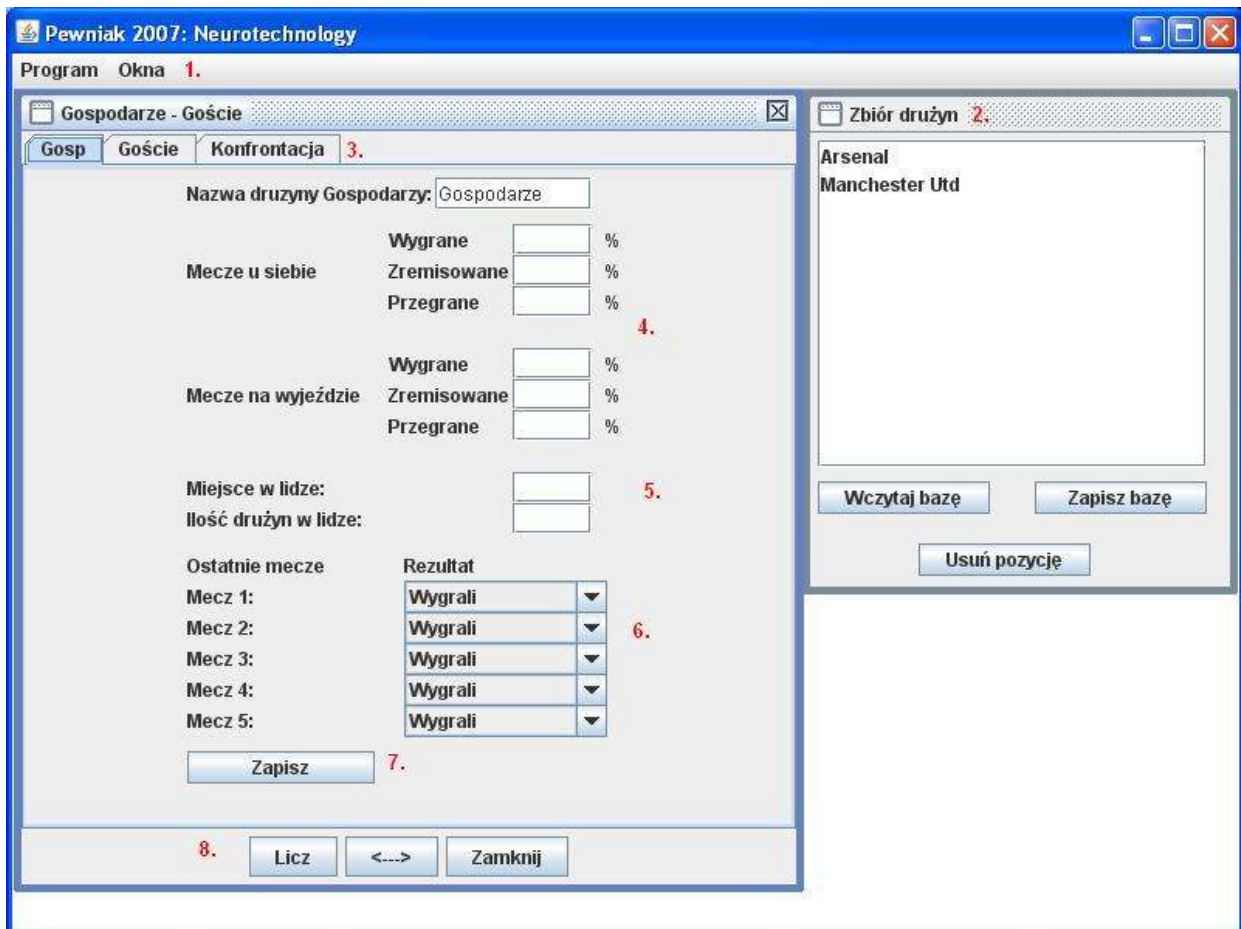 Pewniak 2007: Neurotechnology
Program Okna 1.
Gospodarze - Goście
Gosp Goście Konfrontacja 3.
Nazwa druzyny Gospodarzy: Gospodarze
Wygrane %
Mecze u siebie Zremisowane %
Przegrane %
4.
Wygrane %
Mecze na wyjeździe Zremisowane %
Przegrane %
Miejsce w lidze: 5.
Ilość drużyn w lidze:
Ostatnie mecze Rezultat
Mecz 1: Wygrali
Mecz 2: Wygrali 6.
Mecz 3: Wygrali
Mecz 4: Wygrali
Mecz 5: Wygrali
Zapisz 7.
8. Licz <---> Zamknij
Zbiór drużyn 2.
Arsenal
Manchester Utd
Wczytaj bazę Zapisz bazę
Usuń pozycję